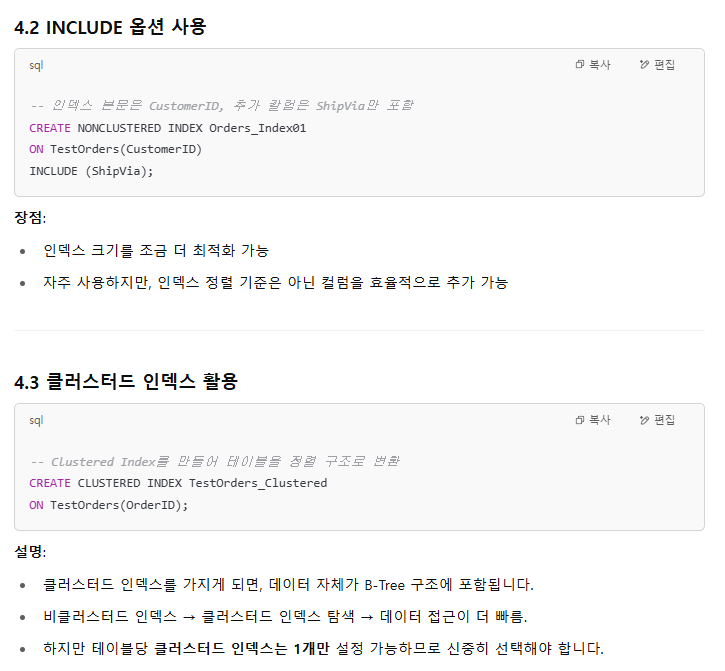 4.2 INCLUDE 옵션 사용
sql
복사
편집
-- 인덱스 본문은 CustomerID, 추가 칼럼은 ShipVia만 포함
CREATE NONCLUSTERED INDEX Orders_Index01
ON TestOrders(CustomerID)
INCLUDE (ShipVia);
장점:
인덱스 크기를 조금 더 최적화 가능
자주 사용하지만, 인덱스 정렬 기준은 아닌 컬럼을 효율적으로 추가 가능
4.3 클러스터드 인덱스 활용
sql
복사
편집
-- Clustered Index를 만들어 테이블을 정렬 구조로 변환
CREATE CLUSTERED INDEX TestOrders_Clustered
ON TestOrders(OrderID);
설명:
클러스터드 인덱스를 가지게 되면, 데이터 자체가 B-Tree 구조에 포함됩니다.
비클러스터드 인덱스 → 클러스터드 인덱스 탐색 → 데이터 접근이 더 빠름.
하지만 테이블당 클러스터드 인덱스는 1개만 설정 가능하므로 신중히 선택해야 합니다.